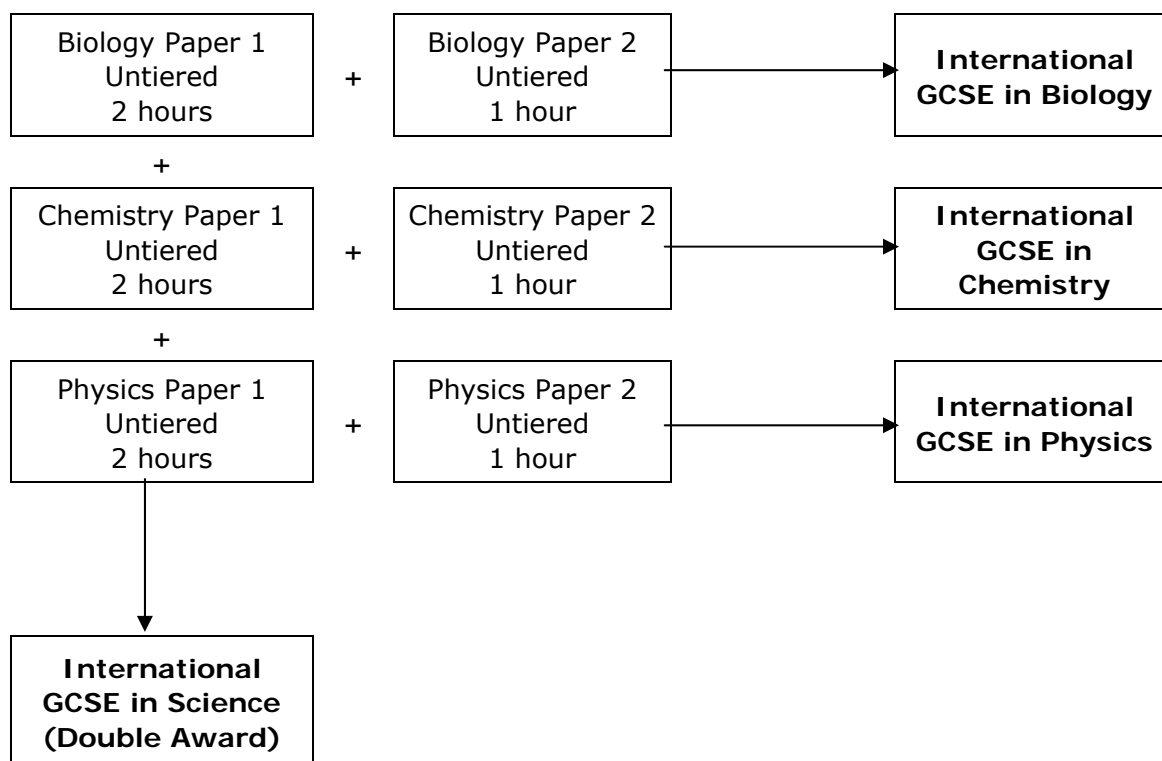 Biology Paper 1
Untiered
2 hours
+
Biology Paper 2
Untiered
1 hour
International
GCSE in Biology
+
Chemistry Paper 1
Untiered
2 hours
+
Chemistry Paper 2
Untiered
1 hour
International
GCSE in
Chemistry
+
Physics Paper 1
Untiered
2 hours
+
Physics Paper 2
Untiered
1 hour
International
GCSE in Physics
International
GCSE in Science
(Double Award)